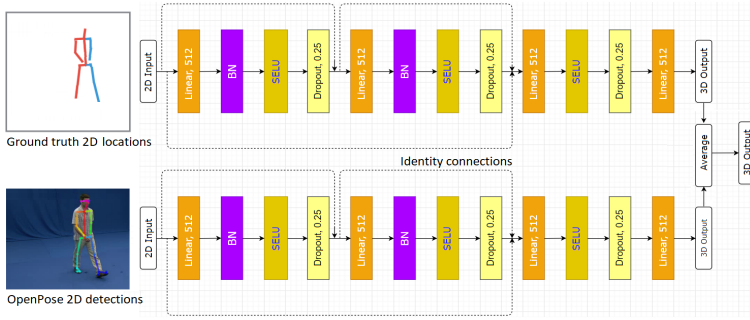 2D Input
Linear, 512
BN
SELU
Dropout, 0.25
Linear, 512
BN
SELU
Dropout, 0.25
Linear, 512
SELU
Dropout, 0.25
Linear, 512
3D Output
Ground truth 2D locations
Identity connections
Average
3D Output
2D Input
Linear, 512
BN
SELU
Dropout, 0.25
Linear, 512
BN
SELU
Dropout, 0.25
Linear, 512
SELU
Dropout, 0.25
Linear, 512
3D Output
OpenPose 2D detections